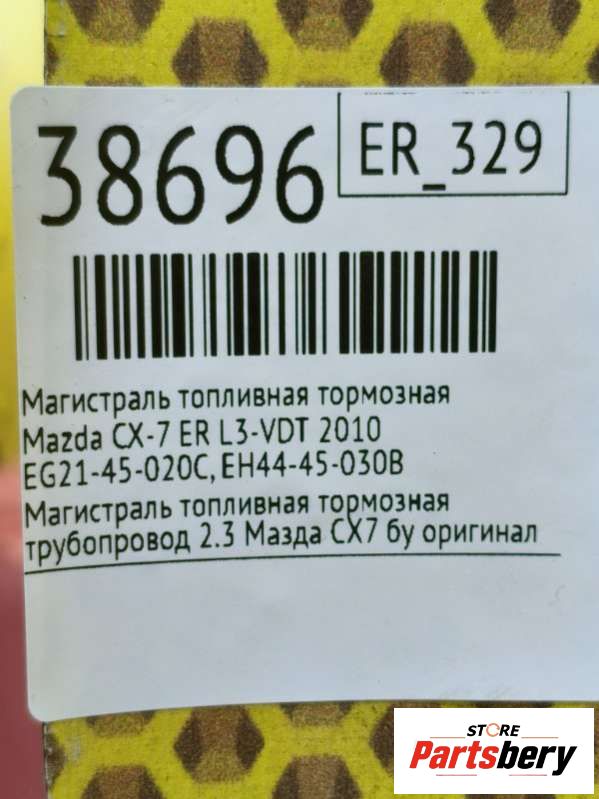 38696
ER_329
Магистраль топливная тормозная
Mazda CX-7 ER L3-VDT 2010
EG21-45-020C, EH44-45-030B
Магистраль топливная тормозная
трубопровод 2.3 Мазда СХ7 бу оригинал
STORE
Partsbery